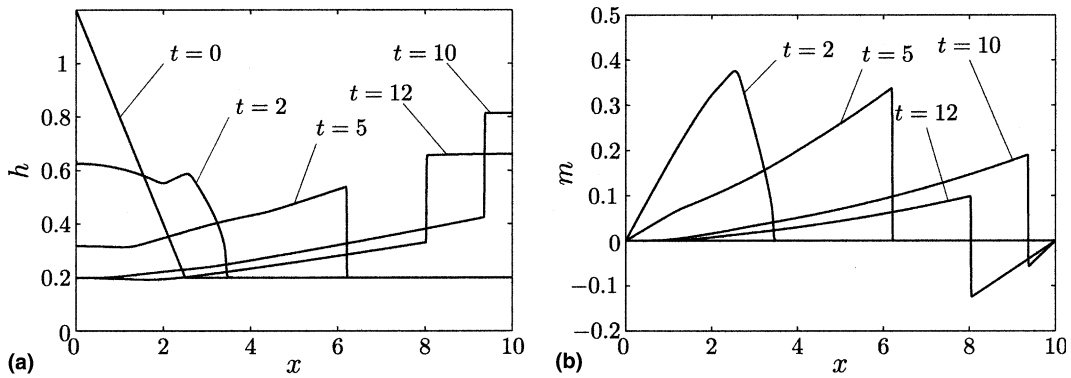 1
0.8
0.6
0.4
0.2
0
h
t = 0
t = 2
t = 5
t = 10
t = 12
0 2 4 6 8 10
(a)
x
0.5
0.4
0.3
0.2
0.1
0
−0.1
−0.2
m
t = 2
t = 5
t = 10
t = 12
0 2 4 6 8 10
(b)
x